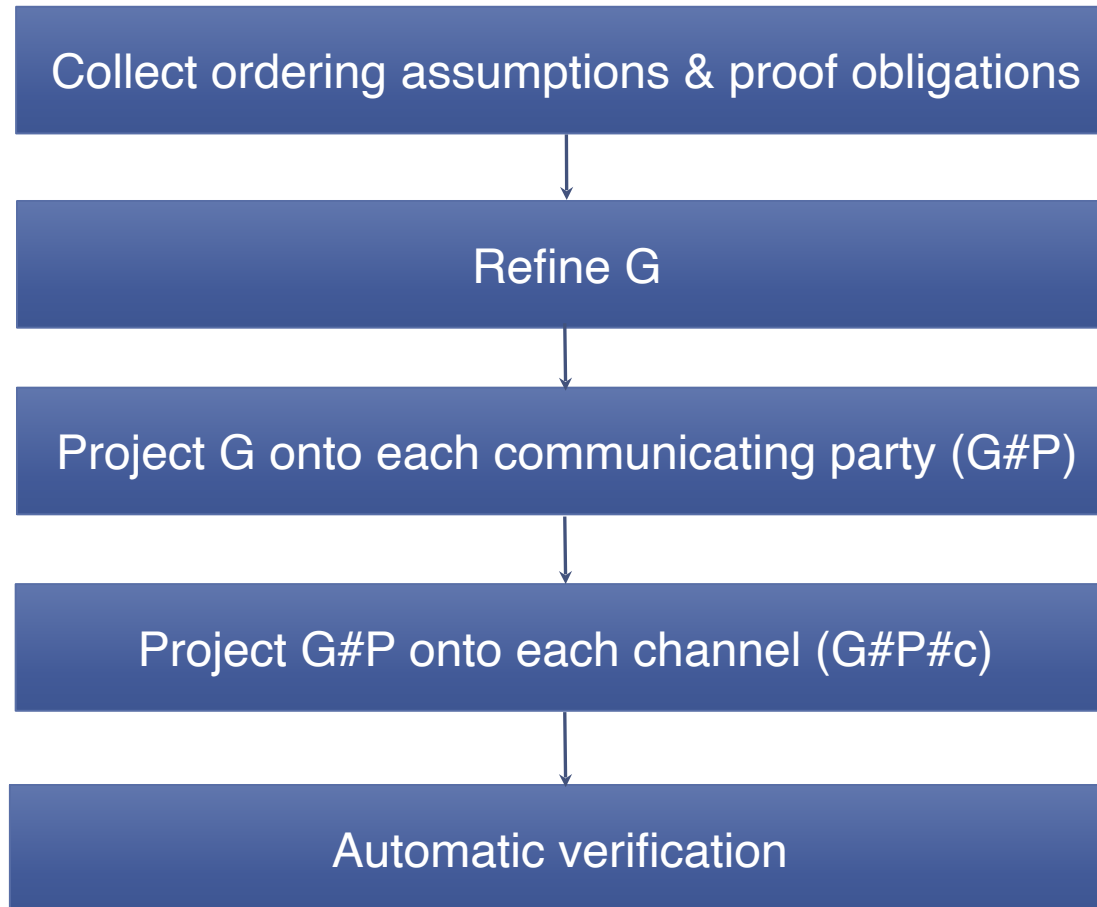 Collect ordering assumptions & proof obligations
Refine G
Project G onto each communicating party (G#P)
Project G#P onto each channel (G#P#c)
Automatic verification